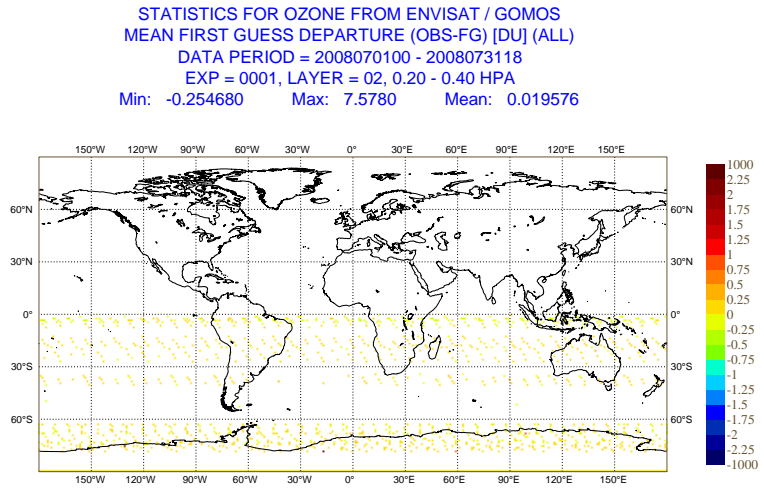 STATISTICS FOR OZONE FROM ENVISAT / GOMOS
MEAN FIRST GUESS DEPARTURE (OBS-FG) [DU] (ALL)
DATA PERIOD = 2008070100 - 2008073118
EXP = 0001, LAYER = 02, 0.20 - 0.40 HPA
Min: -0.254680 Max: 7.5780 Mean: 0.019576
150°W 120°W 90°W 60°W 30°W 0° 30°E 60°E 90°E 120°E 150°E
60°N 60°N
30°N 30°N
0° 0°
30°S 30°S
60°S 60°S
150°W 120°W 90°W 60°W 30°W 0° 30°E 60°E 90°E 120°E 150°E
1000
2.25
2
1.75
1.5
1.25
1
0.75
0.5
0.25
0
-0.25
-0.5
-0.75
-1
-1.25
-1.5
-1.75
-2
-2.25
-1000